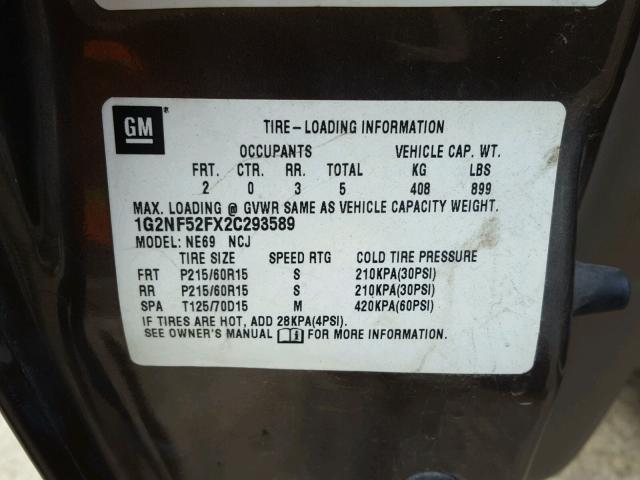 GM
TIRE-LOADING INFORMATION
OCCUPANTS VEHICLE CAP. WT.
FRT. CTR. RR. TOTAL KG LBS
2 0 3 5 408 899
MAX. LOADING @ GVWR SAME AS VEHICLE CAPACITY WEIGHT.
1G2NF52FX2C293589
MODEL: NE69 NCJ
TIRE SIZE SPEED RTG COLD TIRE PRESSURE
FRT P215/60R15 S 210KPA(30PSI)
RR P215/60R15 S 210KPA(30PSI)
SPA T125/70D15 M 420KPA(60PSI)
IF TIRES ARE HOT, ADD 28KPA(4PSI).
SEE OWNER'S MANUAL FOR MORE INFORMATION.